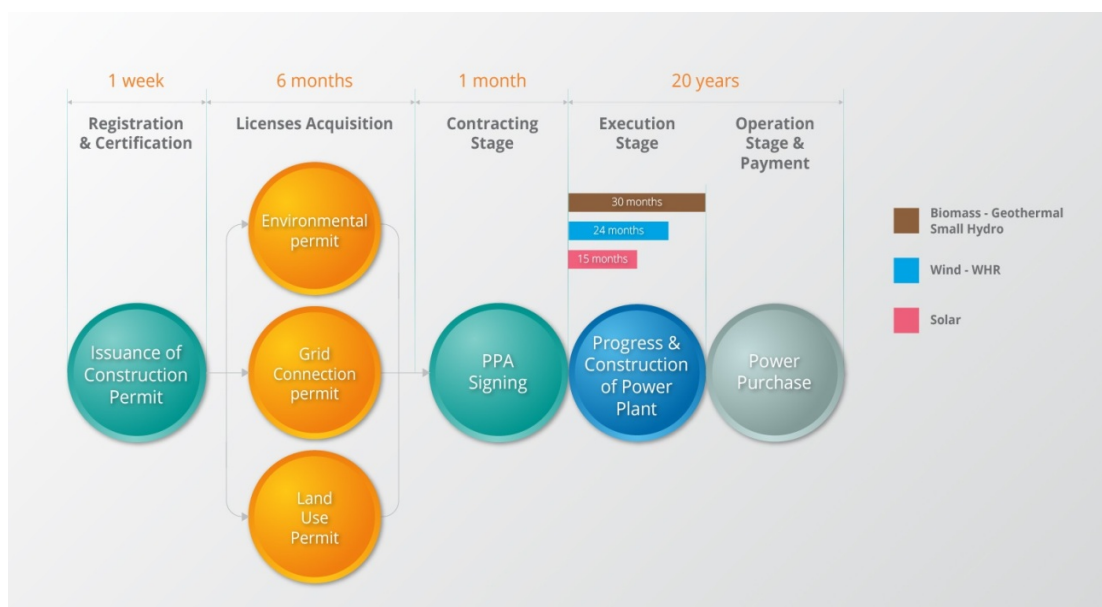 1 week
6 months
1 month
20 years
Registration
& Certification
Licenses Acquisition
Contracting
Stage
Execution
Stage
Operation
Stage &
Payment
30 months
24 months
15 months
Biomass - Geothermal
Small Hydro
Wind - WHR
Solar
Issuance of
Construction
Permit
Environmental
permit
Grid
Connection
permit
Land
Use
Permit
PPA
Signing
Progress &
Construction
of Power
Plant
Power
Purchase